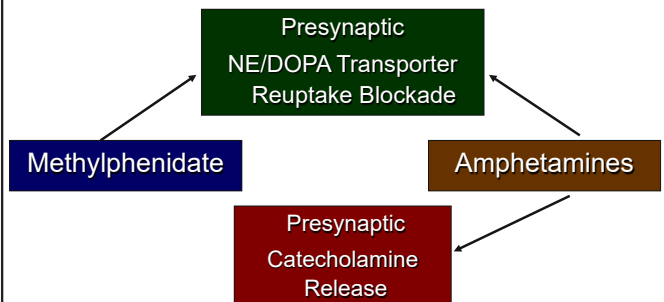 Presynaptic
NE/DOPA Transporter
Reuptake Blockade
Methylphenidate
Amphetamines
Presynaptic
Catecholamine
Release